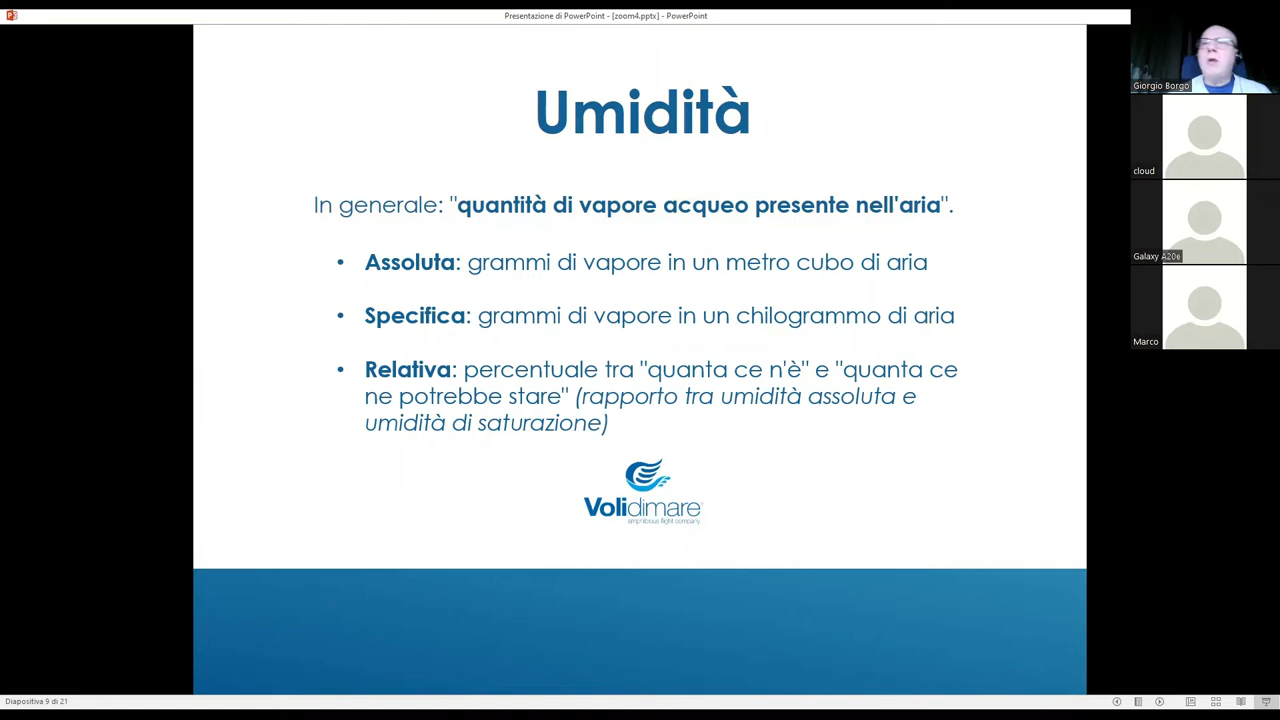 Presentazione di PowerPoint - [zoom4.pptx] - PowerPoint
Umidità
In generale: "quantità di vapore acqueo presente nell'aria".
• Assoluta: grammi di vapore in un metro cubo di aria
• Specifica: grammi di vapore in un chilogrammo di aria
• Relativa: percentuale tra "quanta ce n'è" e "quanta ce
ne potrebbe stare" (rapporto tra umidità assoluta e
umidità di saturazione)
Volidimare
amphibious flight company
Giorgio Borgo
cloud
Galaxy A20e
Marco
Diapositiva 9 di 21